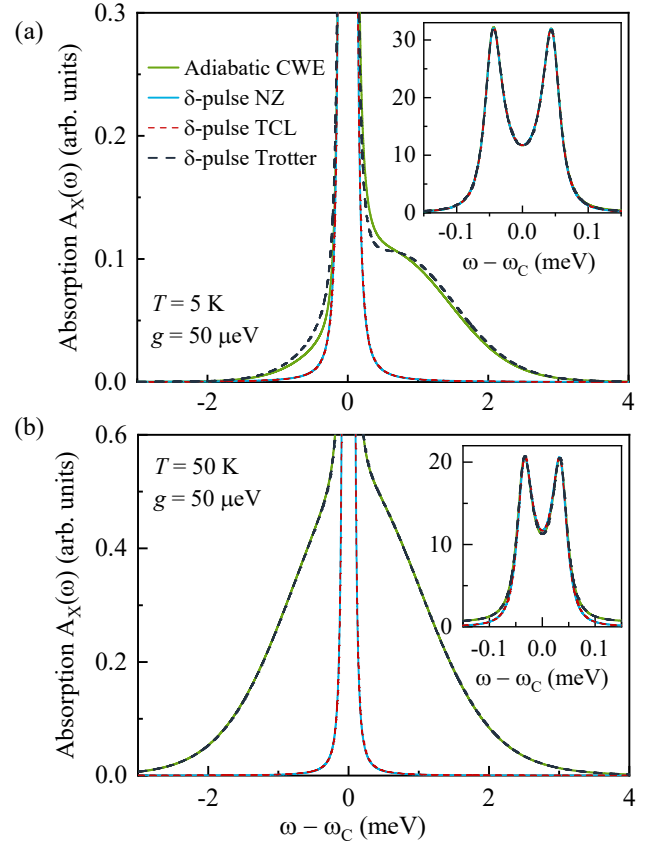 (a)
Absorption A_X(ω) (arb. units)
0.3
0.2
0.1
0.0
Adiabatic CWE
δ-pulse NZ
δ-pulse TCL
δ-pulse Trotter
T = 5 K
g = 50 μeV
-2 0 2 4
30
20
10
0
-0.1 0.0 0.1
ω − ω_C (meV)
(b)
Absorption A_X(ω) (arb. units)
0.6
0.4
0.2
0.0
T = 50 K
g = 50 μeV
20
10
0
-0.1 0.0 0.1
ω − ω_C (meV)
-2 0 2 4
ω − ω_C (meV)